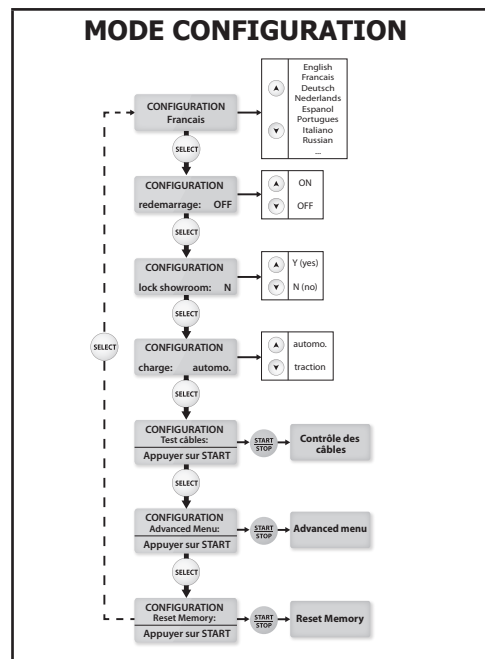 MODE CONFIGURATION
CONFIGURATION
Francais
English
Francais
Deutsch
Nederlands
Espanol
Portugues
Italiano
Russian
...
SELECT
CONFIGURATION
redemarrage: OFF
ON
OFF
SELECT
CONFIGURATION
lock showroom: N
Y (yes)
N (no)
SELECT
SELECT
CONFIGURATION
charge: automo.
automo.
traction
SELECT
CONFIGURATION
Test câbles:
Appuyer sur START
START
STOP
Contrôle des
câbles
SELECT
CONFIGURATION
Advanced Menu:
Appuyer sur START
START
STOP
Advanced menu
SELECT
CONFIGURATION
Reset Memory:
Appuyer sur START
START
STOP
Reset Memory